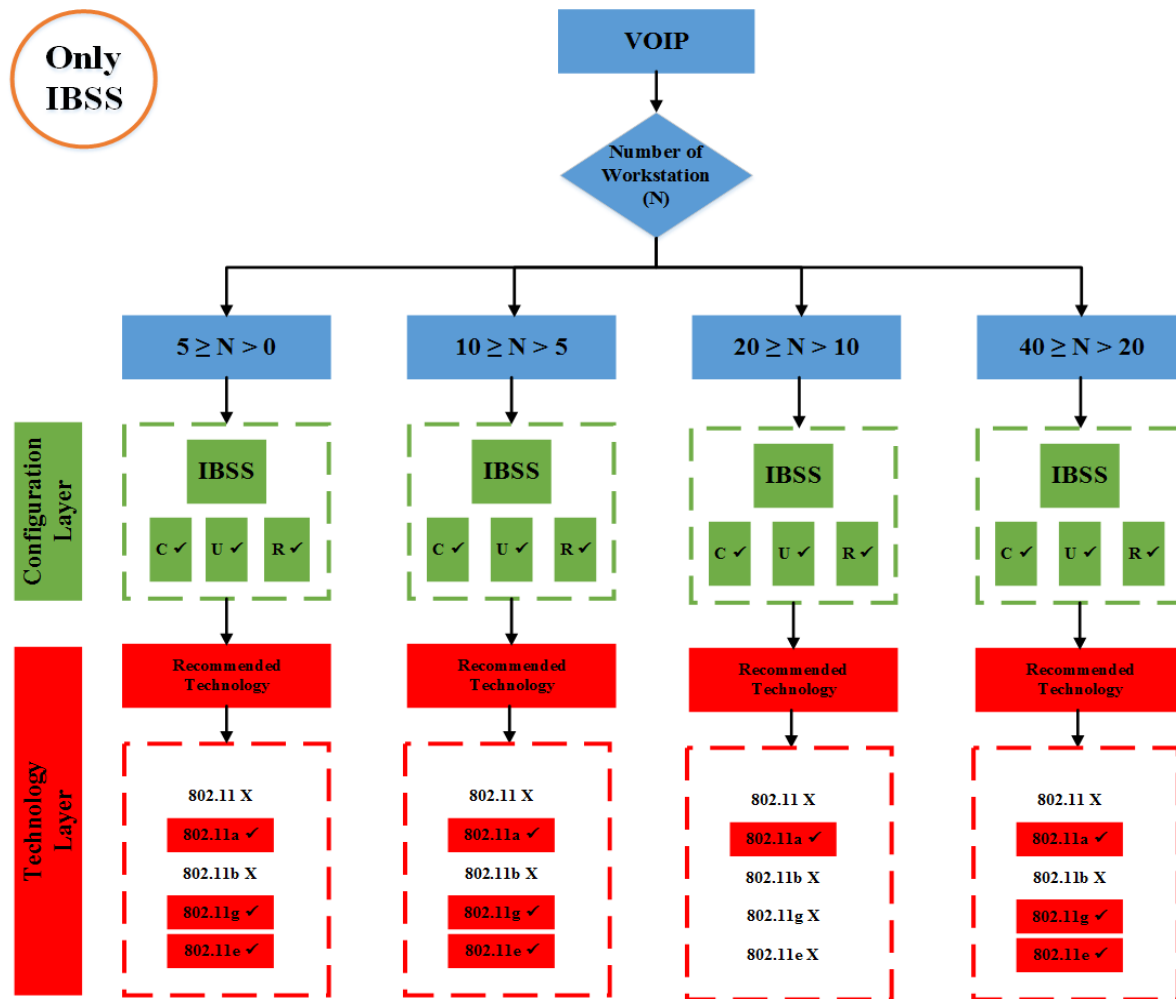 Only
IBSS
VOIP
Number of
Workstation
(N)
5 ≥ N > 0
10 ≥ N > 5
20 ≥ N > 10
40 ≥ N > 20
Configuration
Layer
IBSS
C ✓ U ✓ R ✓
IBSS
C ✓ U ✓ R ✓
IBSS
C ✓ U ✓ R ✓
IBSS
C ✓ U ✓ R ✓
Technology
Layer
Recommended
Technology
802.11 X
802.11a ✓
802.11b X
802.11g ✓
802.11e ✓
Recommended
Technology
802.11 X
802.11a ✓
802.11b X
802.11g ✓
802.11e ✓
Recommended
Technology
802.11 X
802.11a ✓
802.11b X
802.11g X
802.11e X
Recommended
Technology
802.11 X
802.11a ✓
802.11b X
802.11g ✓
802.11e ✓